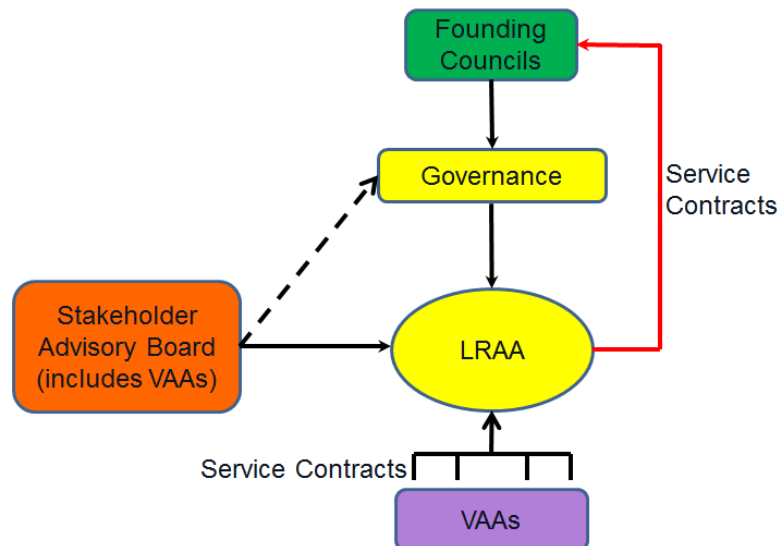 Founding
Councils
Governance
Service
Contracts
Stakeholder
Advisory Board
(includes VAAs)
LRAA
Service Contracts
VAAs